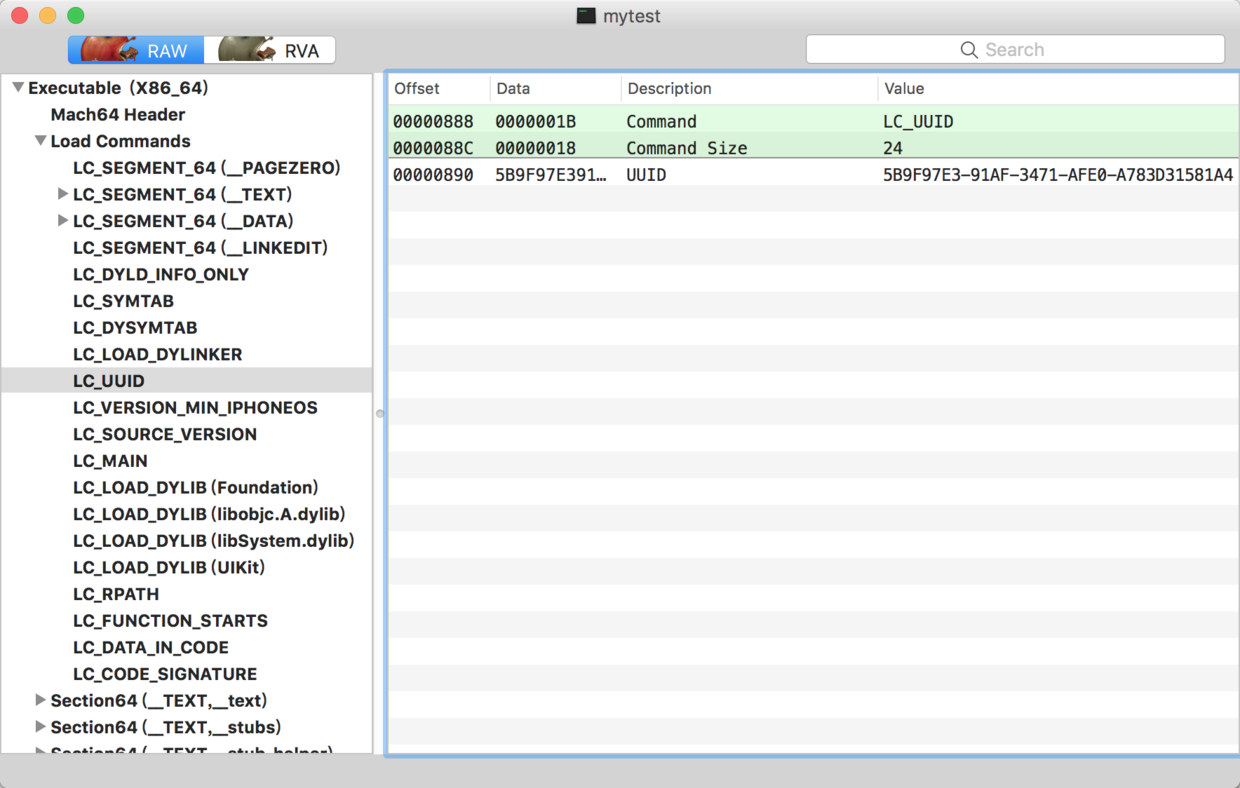 mytest
RAW RVA
Search
Executable (X86_64)
Mach64 Header
Load Commands
LC_SEGMENT_64 (__PAGEZERO)
LC_SEGMENT_64 (__TEXT)
LC_SEGMENT_64 (__DATA)
LC_SEGMENT_64 (__LINKEDIT)
LC_DYLD_INFO_ONLY
LC_SYMTAB
LC_DYSYMTAB
LC_LOAD_DYLINKER
LC_UUID
LC_VERSION_MIN_IPHONEOS
LC_SOURCE_VERSION
LC_MAIN
LC_LOAD_DYLIB (Foundation)
LC_LOAD_DYLIB (libobjc.A.dylib)
LC_LOAD_DYLIB (libSystem.dylib)
LC_LOAD_DYLIB (UIKit)
LC_RPATH
LC_FUNCTION_STARTS
LC_DATA_IN_CODE
LC_CODE_SIGNATURE
Section64 (__TEXT,__text)
Section64 (__TEXT,__stubs)
Section64 (__TEXT,__stub_helper)
Offset Data Description Value
00000888 0000001B Command LC_UUID
0000088C 00000018 Command Size 24
00000890 5B9F97E391... UUID 5B9F97E3-91AF-3471-AFE0-A783D31581A4